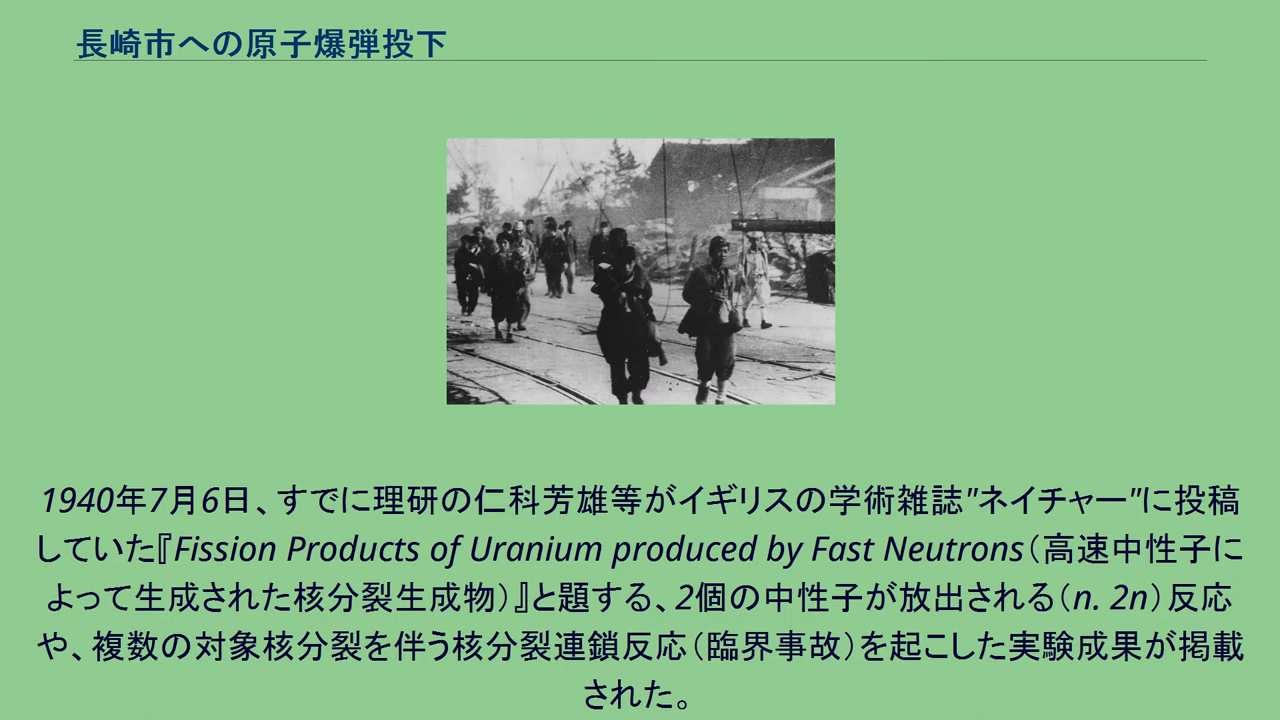 長崎市への原子爆弾投下
1940年7月6日、すでに理研の仁科芳雄等がイギリスの学術雑誌"ネイチャー"に投稿
していた『Fission Products of Uranium produced by Fast Neutrons（高速中性子に
よって生成された核分裂生成物）』と題する、2個の中性子が放出される（n. 2n）反応
や、複数の対象核分裂を伴う核分裂連鎖反応（臨界事故）を起こした実験成果が掲載
された。